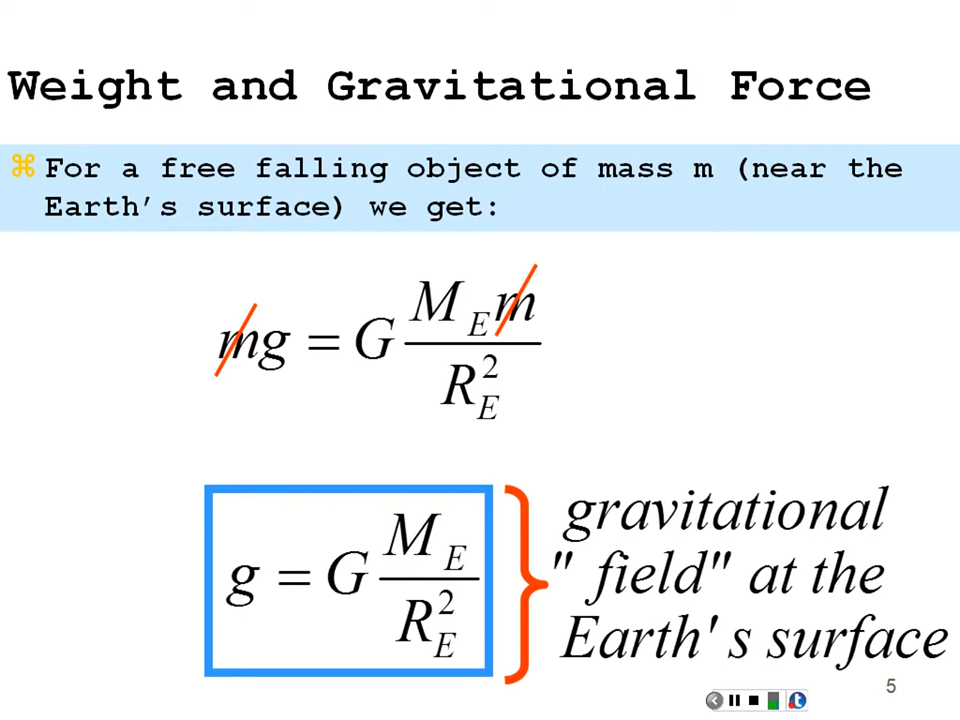 Weight and Gravitational Force
⌘ For a free falling object of mass m (near the
Earth's surface) we get:
mg = G M_E m / R_E^2
g = G M_E / R_E^2
gravitational
" field" at the
Earth' s surface
5